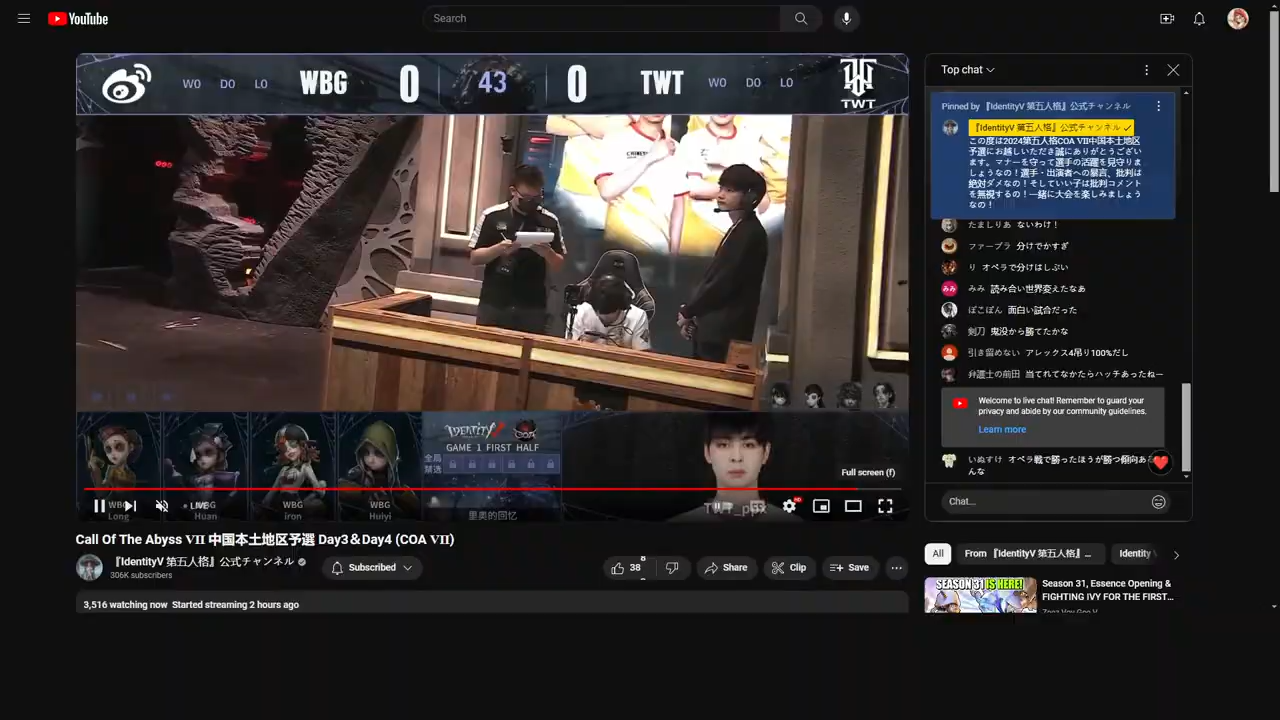 YouTube
Search
W0 D0 L0 WBG 0 43 0 TWT W0 D0 L0
TWT
IDENTITY V
GAME 1 FIRST HALF
全局
禁选
WBG WBG WBG WBG
Long Huan iron Huiyi
里奥的回忆
LIVE
Full screen (f)
HD
Call Of The Abyss VII 中国本土地区予選 Day3＆Day4 (COA VII)
『IdentityV 第五人格』公式チャンネル
306K subscribers
Subscribed
38
Share
Clip
Save
3,516 watching now Started streaming 2 hours ago
Top chat
Pinned by 『IdentityV 第五人格』公式チャンネル
『IdentityV 第五人格』公式チャンネル
この度は2024第五人格COA VII中国本土地区
予選にお越しいただき誠にありがとうござい
ます。マナーを守って選手の活躍を見守りま
しょうなの！選手・出演者への暴言、批判は
絶対ダメなの！そしていい子は批判コメント
を無視するの！一緒に大会を楽しみましょう
なの！
たましりあ ないわけ！
ファープラ 分けでかすぎ
り オペラで分けはしぶい
みみ みみ 読み合い世界変えたなあ
ぽこぽん 面白い試合だった
剣刀 鬼没から勝てたかな
引き留めない アレックス4吊り100%だし
弁護士の前田 当てれてなかたらハッチあったねー
Welcome to live chat! Remember to guard your
privacy and abide by our community guidelines.
Learn more
いぬすけ オペラ戦で勝ったほうが勝つ傾向あ
んな
Chat...
All
From 『IdentityV 第五人格』...
Identity
SEASON 31 IS HERE!
Season 31, Essence Opening &
FIGHTING IVY FOR THE FIRST...